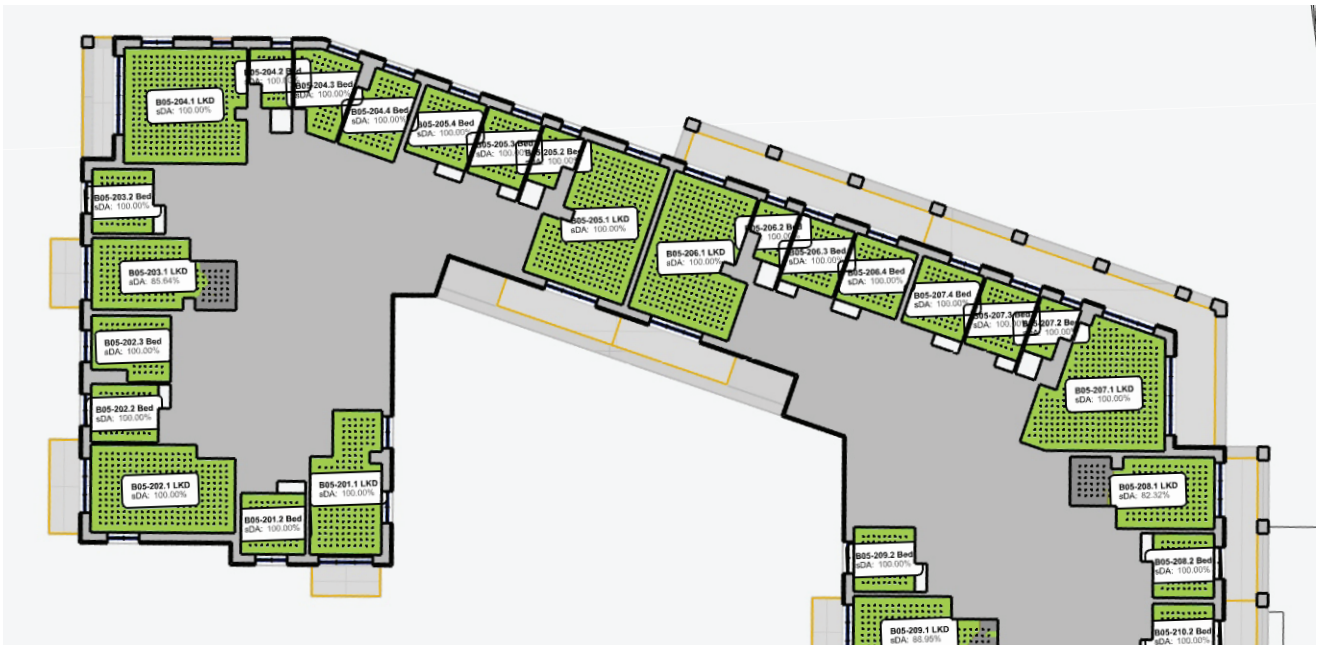 B05-204.1 LKD
sDA: 100.00%
B05-204.2 Bed
B05-204.3 Bed
sDA: 100.00%
B05-204.4 Bed
sDA: 100.00%
B05-205.4 Bed
sDA: 100.00%
B05-205.3 Bed
B05-205.2 Bed
100.00%
B05-205.1 LKD
sDA: 100.00%
B05-206.1 LKD
sDA: 100.00%
B05-206.2 Bed
B05-206.3 Bed
sDA: 100.00%
B05-206.4 Bed
sDA: 100.00%
B05-207.4 Bed
sDA: 100.00%
B05-207.3
B05-207.2 Bed
100.00%
B05-207.1 LKD
sDA: 100.00%
B05-203.2 Bed
sDA: 100.00%
B05-203.1 LKD
sDA: 85.64%
B05-202.3 Bed
sDA: 100.00%
B05-202.2 Bed
sDA: 100.00%
B05-202.1 LKD
sDA: 100.00%
B05-201.2 Bed
sDA: 100.00%
B05-201.1 LKD
sDA: 100.00%
B05-208.1 LKD
sDA: 82.32%
B05-209.2 Bed
sDA: 100.00%
B05-208.2 Bed
sDA: 100.00%
B05-209.1 LKD
sDA: 88.95%
B05-210.2 Bed
sDA: 100.00%